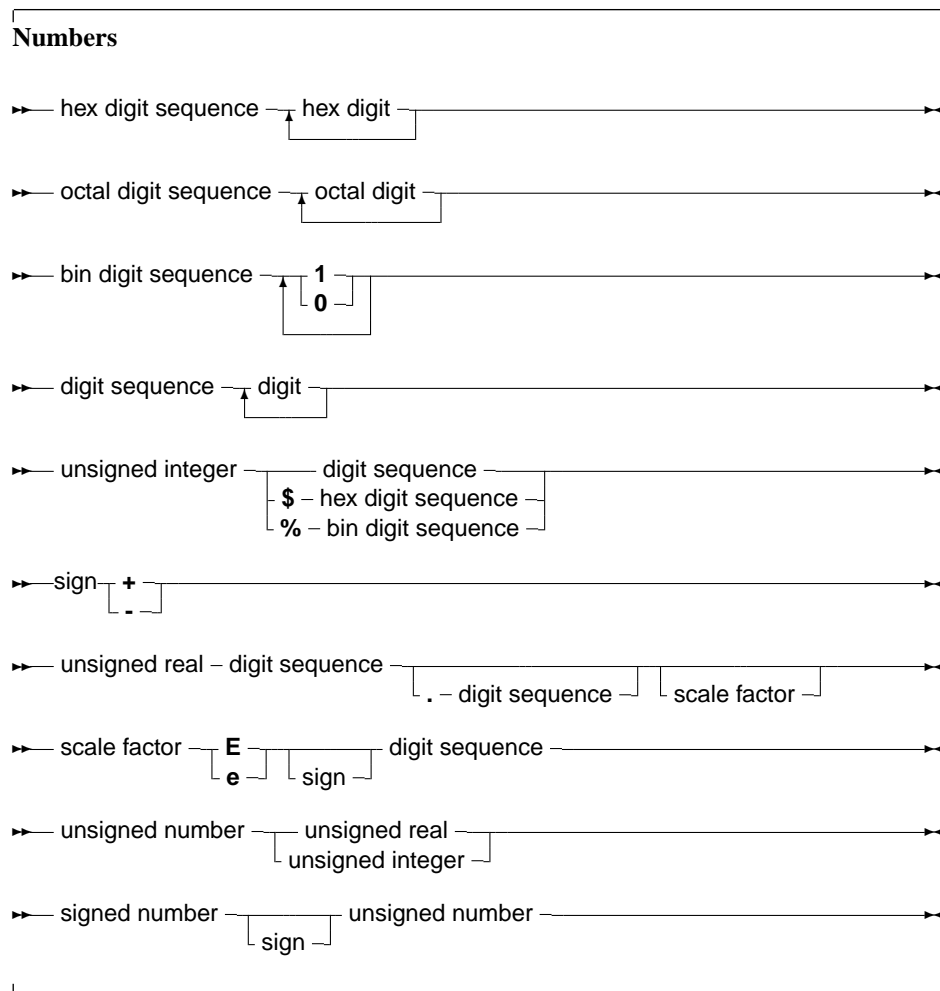 Numbers
hex digit sequence hex digit
octal digit sequence octal digit
bin digit sequence 1
0
digit sequence digit
unsigned integer digit sequence
$ hex digit sequence
% bin digit sequence
sign +
-
unsigned real digit sequence
. digit sequence scale factor
scale factor E digit sequence
e sign
unsigned number unsigned real
unsigned integer
signed number unsigned number
sign